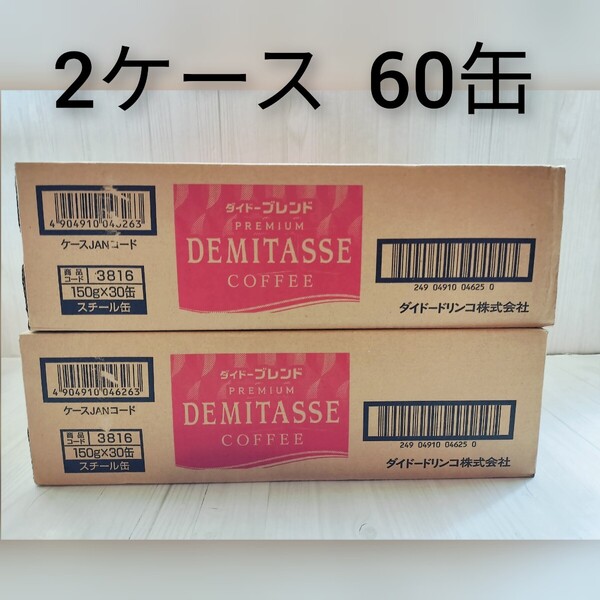 2ケース 60缶
4904910 046263
ケースJANコード
商品コード 3816
150g×30缶
スチール缶
ダイドーブレンド
PREMIUM
DEMITASSE
COFFEE
249 04910 04625 0
ダイドードリンコ株式会社
4904910 046263
ケースJANコード
商品コード 3816
150g×30缶
スチール缶
ダイドーブレンド
PREMIUM
DEMITASSE
COFFEE
249 04910 04625 0
ダイドードリンコ株式会社